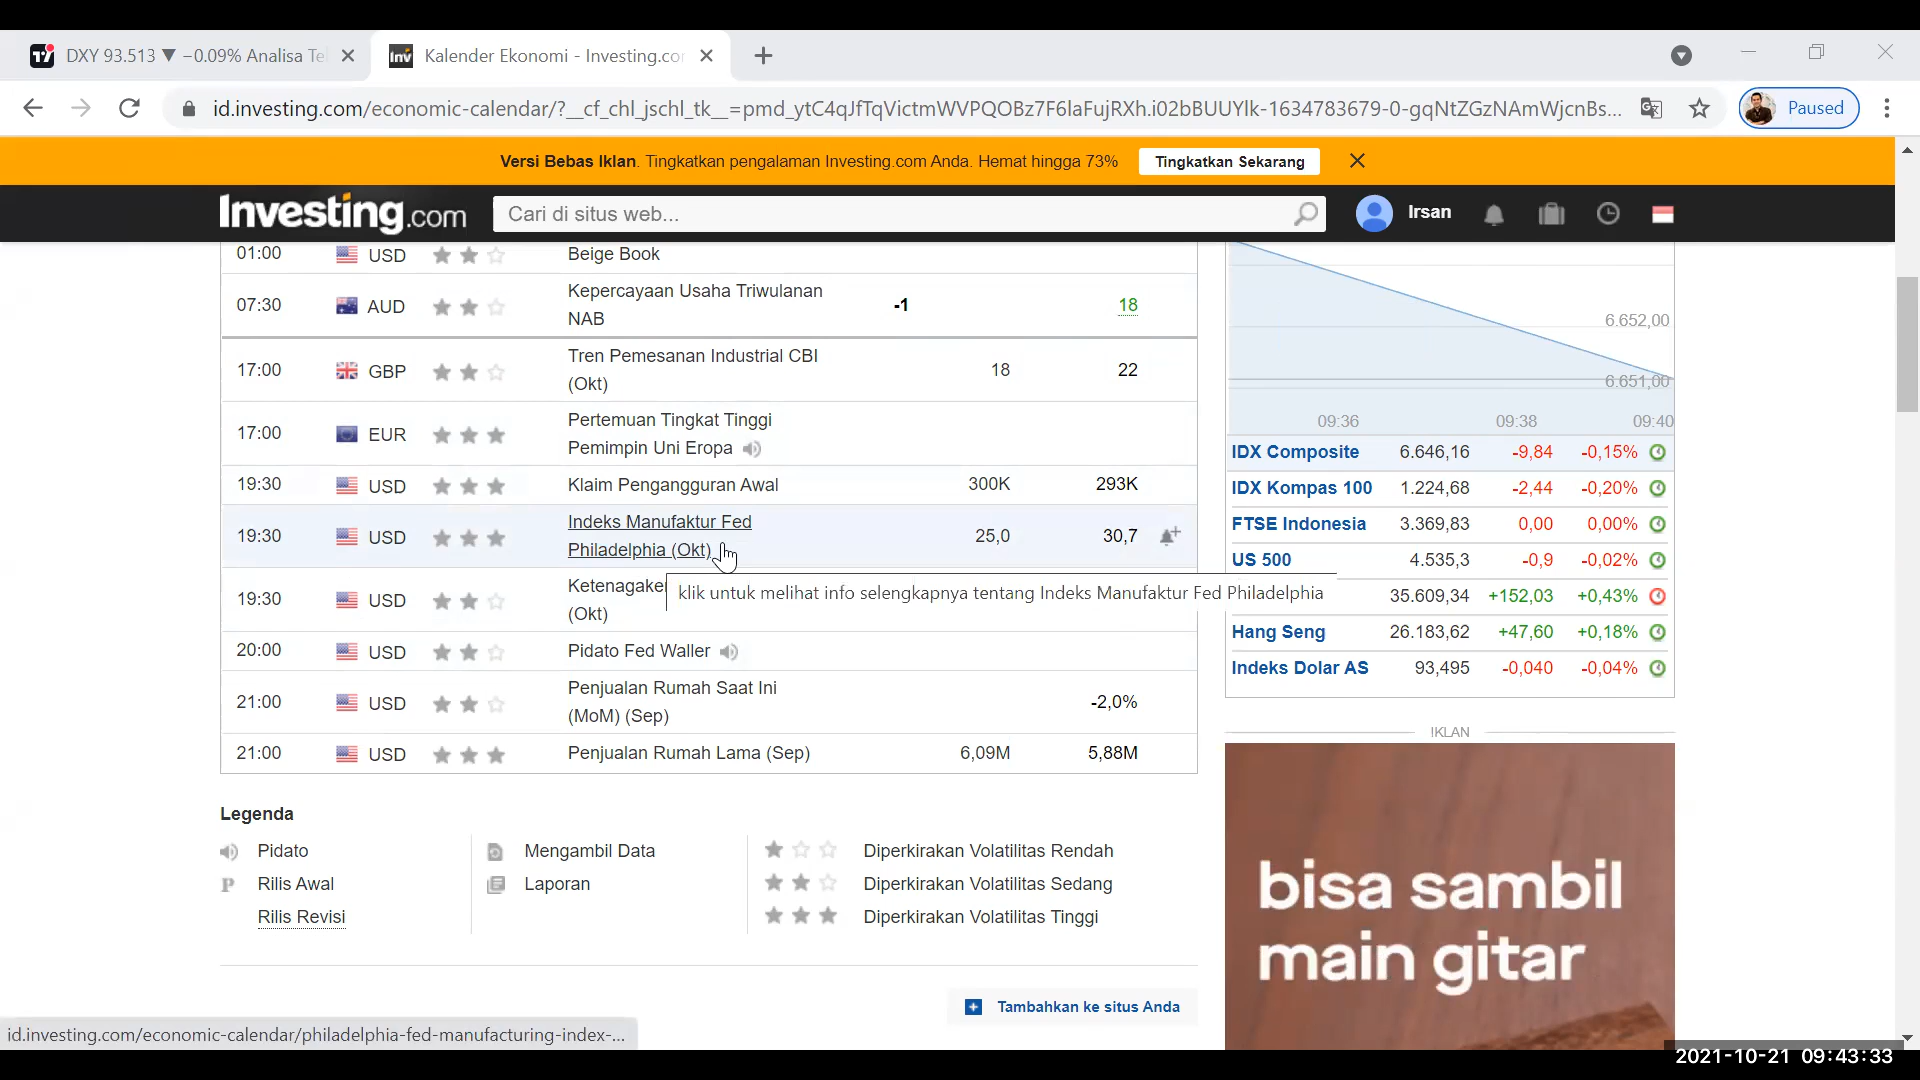 DXY 93.513 ▼ −0.09% Analisa Te
Kalender Ekonomi - Investing.co
id.investing.com/economic-calendar/?__cf_chl_jschl_tk__=pmd_ytC4qJfTqVictmWVPQOBz7F6laFujRXh.i02bBUUYlk-1634783679-0-gqNtZGzNAmWjcnBs...
Paused
Versi Bebas Iklan. Tingkatkan pengalaman Investing.com Anda. Hemat hingga 73%
Tingkatkan Sekarang
Investing.com
Cari di situs web...
Irsan
01:00 USD Beige Book
07:30 AUD Kepercayaan Usaha Triwulanan NAB -1 18
17:00 GBP Tren Pemesanan Industrial CBI (Okt) 18 22
17:00 EUR Pertemuan Tingkat Tinggi Pemimpin Uni Eropa
19:30 USD Klaim Pengangguran Awal 300K 293K
19:30 USD Indeks Manufaktur Fed Philadelphia (Okt) 25,0 30,7
klik untuk melihat info selengkapnya tentang Indeks Manufaktur Fed Philadelphia
19:30 USD (Okt)
20:00 USD Pidato Fed Waller
21:00 USD Penjualan Rumah Saat Ini (MoM) (Sep) -2,0%
21:00 USD Penjualan Rumah Lama (Sep) 6,09M 5,88M
Legenda
Pidato
Rilis Awal
Rilis Revisi
Mengambil Data
Laporan
Diperkirakan Volatilitas Rendah
Diperkirakan Volatilitas Sedang
Diperkirakan Volatilitas Tinggi
Tambahkan ke situs Anda
6.652,00
6.651,00
09:36 09:38 09:40
IDX Composite 6.646,16 -9,84 -0,15%
IDX Kompas 100 1.224,68 -2,44 -0,20%
FTSE Indonesia 3.369,83 0,00 0,00%
US 500 4.535,3 -0,9 -0,02%
35.609,34 +152,03 +0,43%
Hang Seng 26.183,62 +47,60 +0,18%
Indeks Dolar AS 93,495 -0,040 -0,04%
IKLAN
bisa sambil
main gitar
id.investing.com/economic-calendar/philadelphia-fed-manufacturing-index-...
2021-10-21 09:43:33